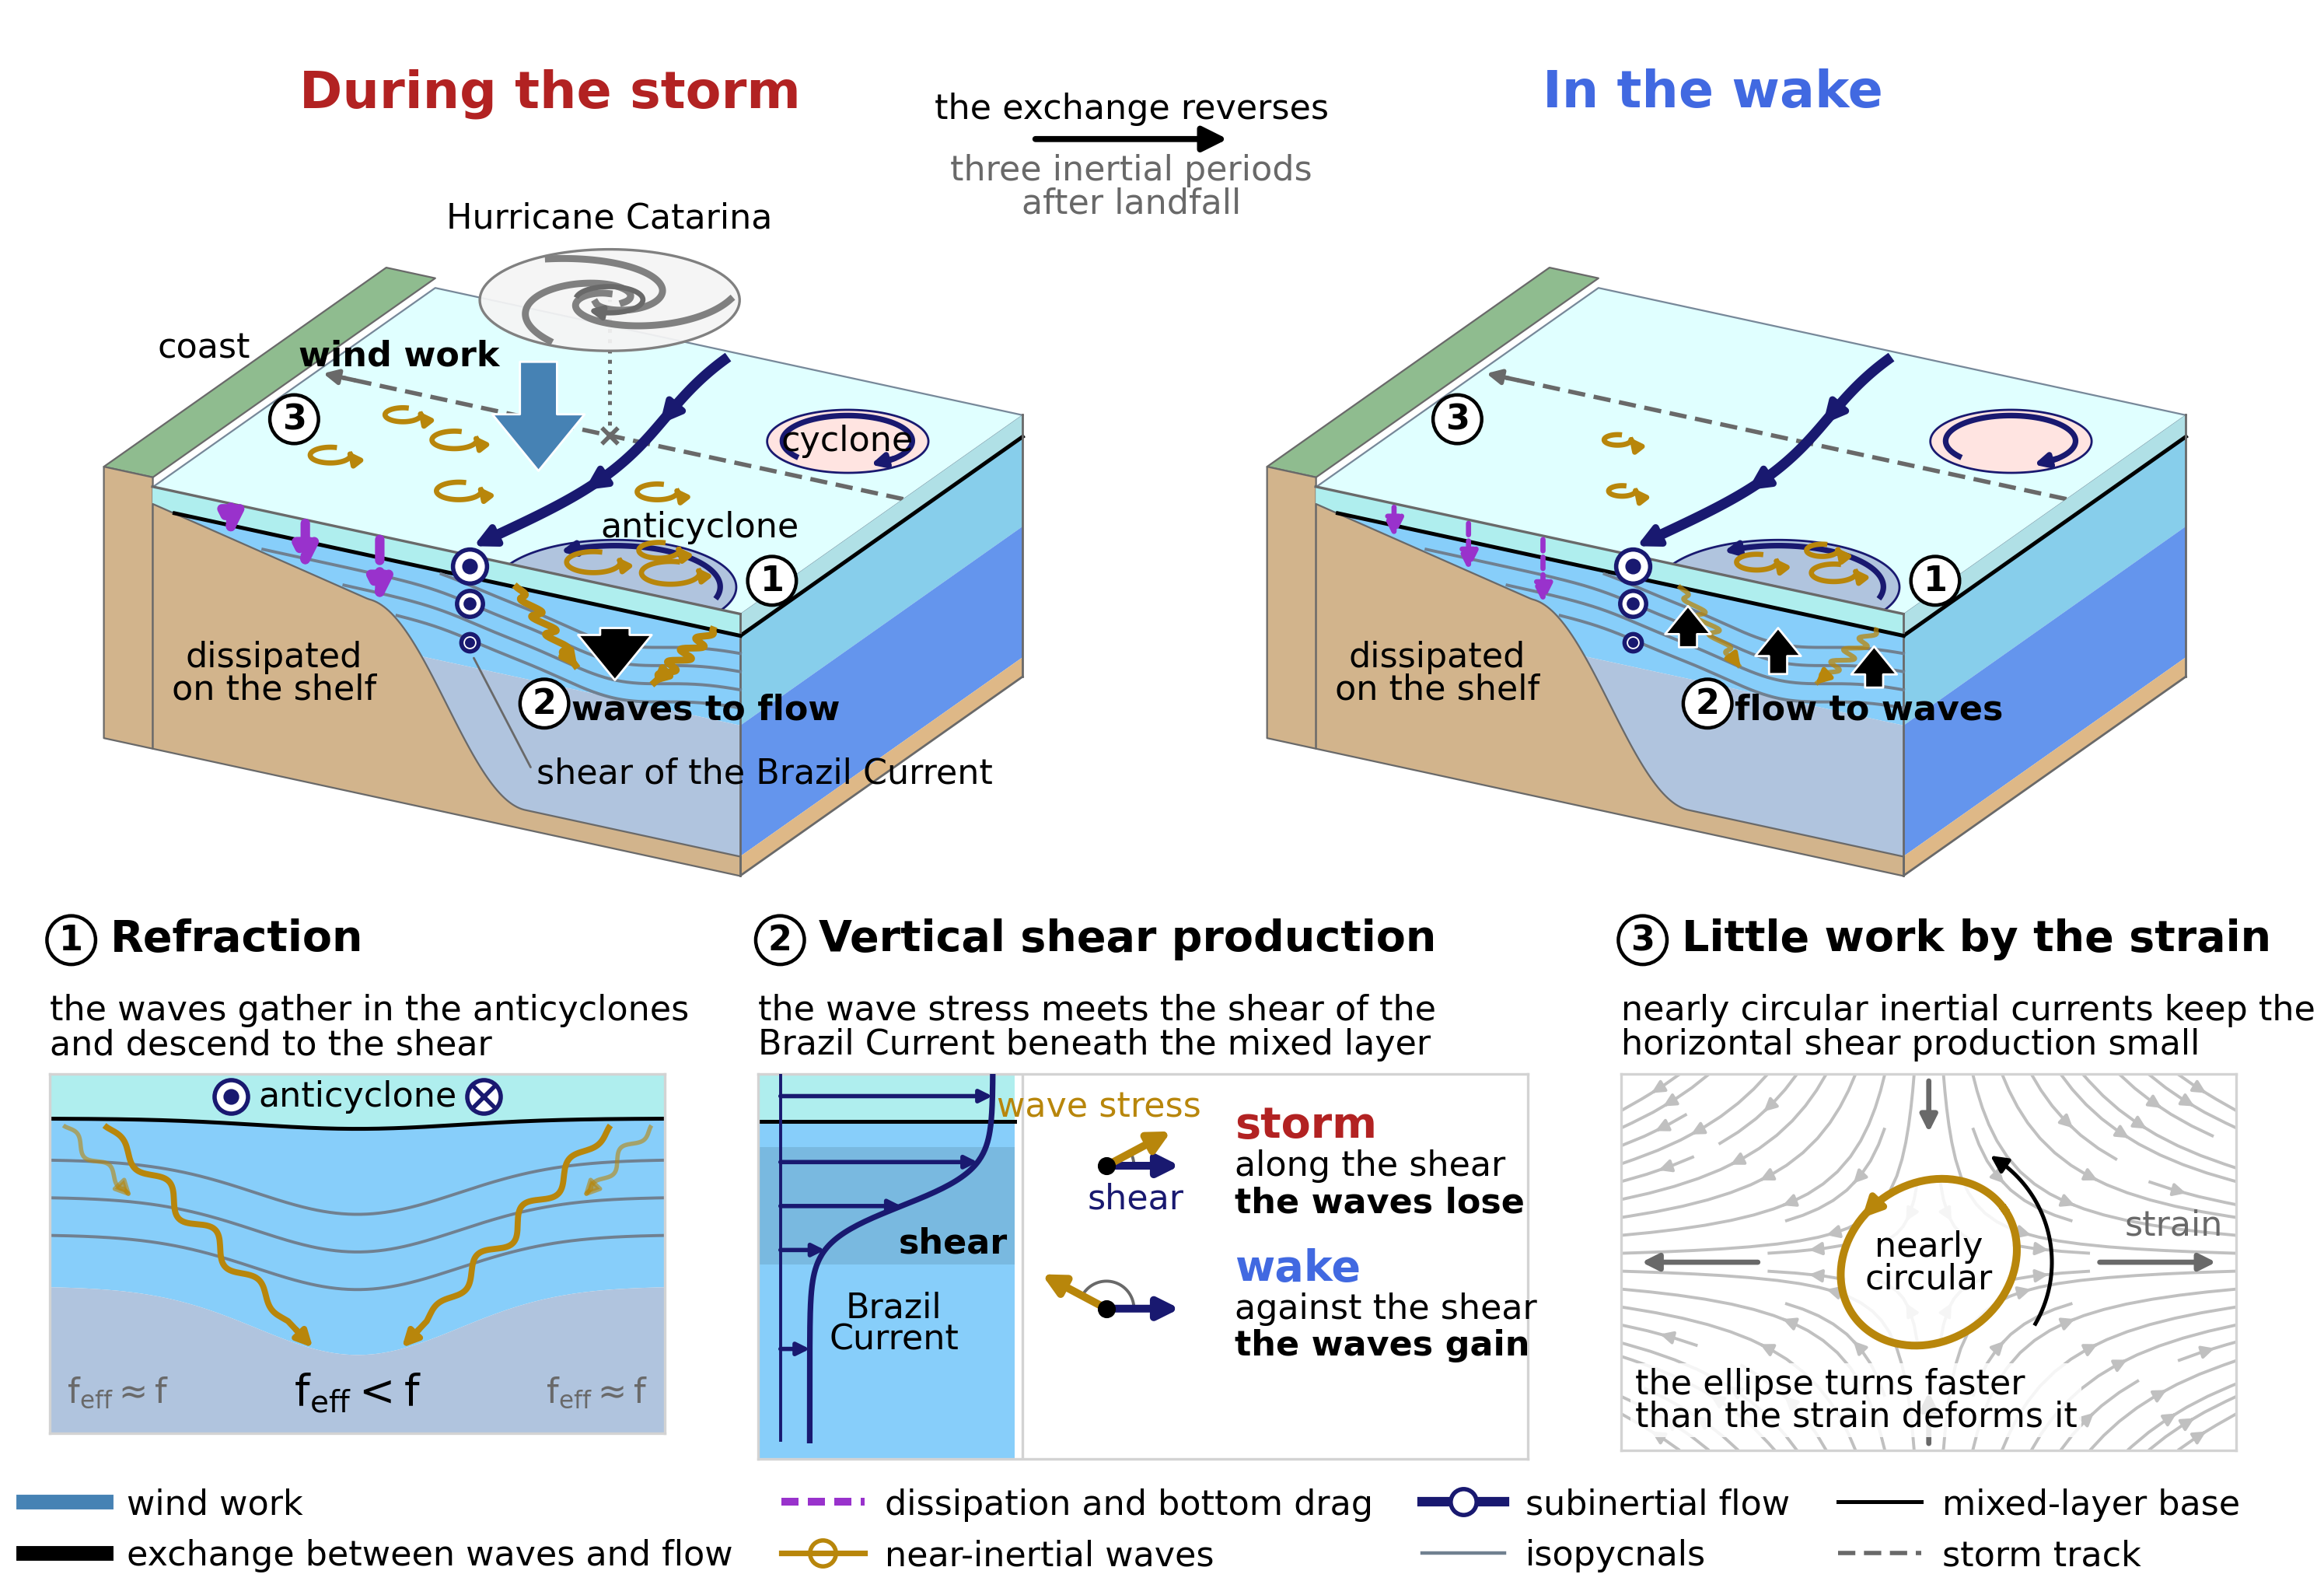 During the storm
In the wake
the exchange reverses
three inertial periods
after landfall
Hurricane Catarina
coast
wind work
3
cyclone
anticyclone
1
dissipated
on the shelf
2
waves to flow
shear of the Brazil Current
3
1
dissipated
on the shelf
2
flow to waves
1 Refraction
the waves gather in the anticyclones
and descend to the shear
anticyclone
f_eff ≈ f
f_eff < f
f_eff ≈ f
2 Vertical shear production
the wave stress meets the shear of the
Brazil Current beneath the mixed layer
wave stress
shear
shear
Brazil
Current
storm
along the shear
the waves lose
wake
against the shear
the waves gain
3 Little work by the strain
nearly circular inertial currents keep the
horizontal shear production small
strain
nearly
circular
the ellipse turns faster
than the strain deforms it
wind work
exchange between waves and flow
dissipation and bottom drag
near-inertial waves
subinertial flow
isopycnals
mixed-layer base
storm track